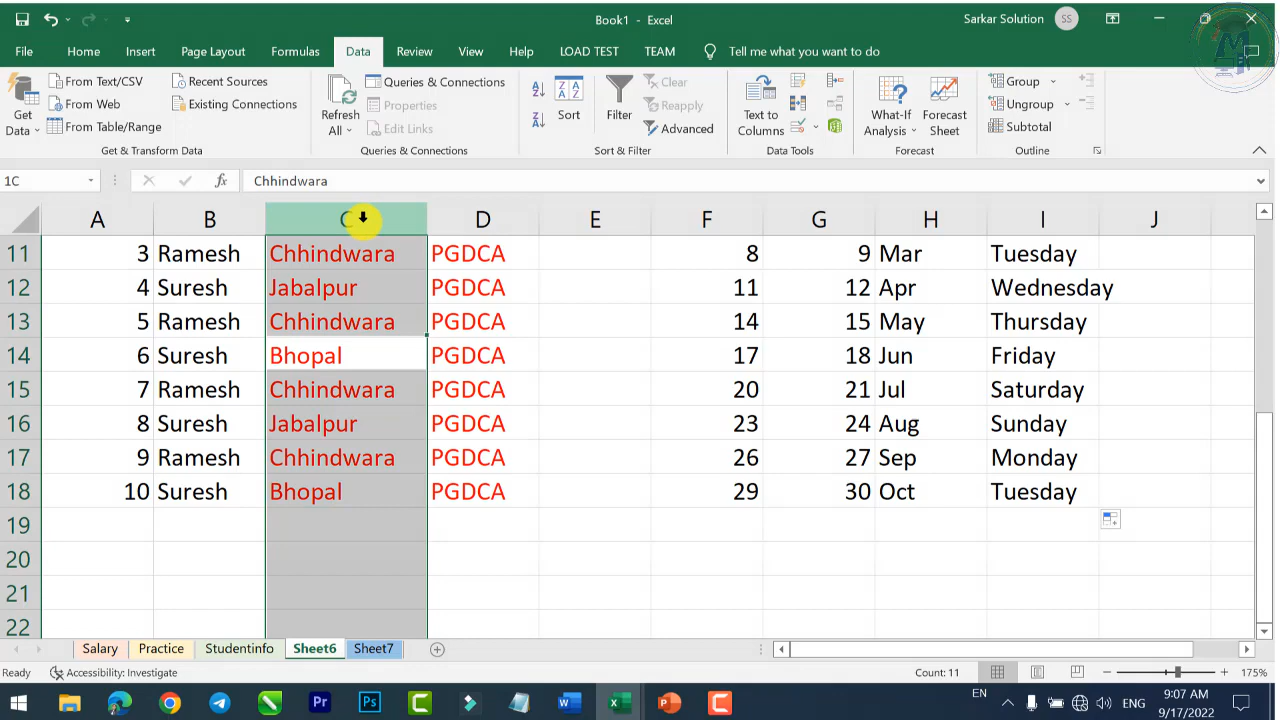 Book1 - Excel
Sarkar Solution
SS
File Home Insert Page Layout Formulas Data Review View Help LOAD TEST TEAM Tell me what you want to do
Get Data
From Text/CSV
From Web
From Table/Range
Recent Sources
Existing Connections
Get & Transform Data
Refresh All
Queries & Connections
Properties
Edit Links
Queries & Connections
Sort
Filter
Clear
Reapply
Advanced
Sort & Filter
Text to Columns
Data Tools
What-If Analysis
Forecast Sheet
Forecast
Group
Ungroup
Subtotal
Outline
1C fx Chhindwara
A B C D E F G H I J
11 3 Ramesh Chhindwara PGDCA 8 9 Mar Tuesday
12 4 Suresh Jabalpur PGDCA 11 12 Apr Wednesday
13 5 Ramesh Chhindwara PGDCA 14 15 May Thursday
14 6 Suresh Bhopal PGDCA 17 18 Jun Friday
15 7 Ramesh Chhindwara PGDCA 20 21 Jul Saturday
16 8 Suresh Jabalpur PGDCA 23 24 Aug Sunday
17 9 Ramesh Chhindwara PGDCA 26 27 Sep Monday
18 10 Suresh Bhopal PGDCA 29 30 Oct Tuesday
19
20
21
22
Salary Practice Studentinfo Sheet6 Sheet7
Ready Accessibility: Investigate Count: 11 175%
EN ENG 9:07 AM
9/17/2022